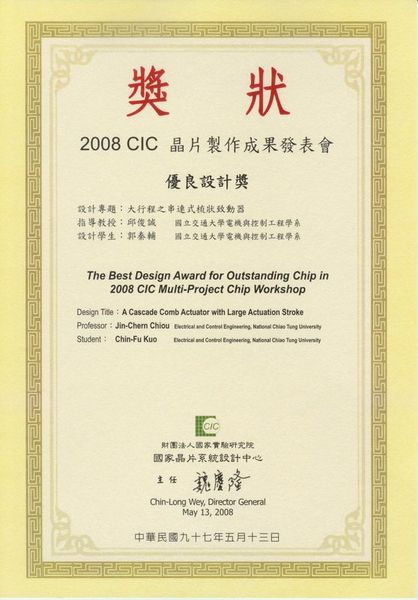 獎 狀
2008 CIC 晶片製作成果發表會
優良設計獎
設計專題：大行程之串連式梳狀致動器
指導教授：邱俊誠 國立交通大學電機與控制工程學系
設計學生：郭秦輔 國立交通大學電機與控制工程學系
The Best Design Award for Outstanding Chip in
2008 CIC Multi-Project Chip Workshop
Design Title：A Cascade Comb Actuator with Large Actuation Stroke
Professor：Jin-Chern Chiou Electrical and Control Engineering, National Chiao Tung University
Student：Chin-Fu Kuo Electrical and Control Engineering, National Chiao Tung University
CIC
財團法人國家實驗研究院
國家晶片系統設計中心
主任 魏慶隆
Chin-Long Wey, Director General
May 13, 2008
中華民國九十七年五月十三日